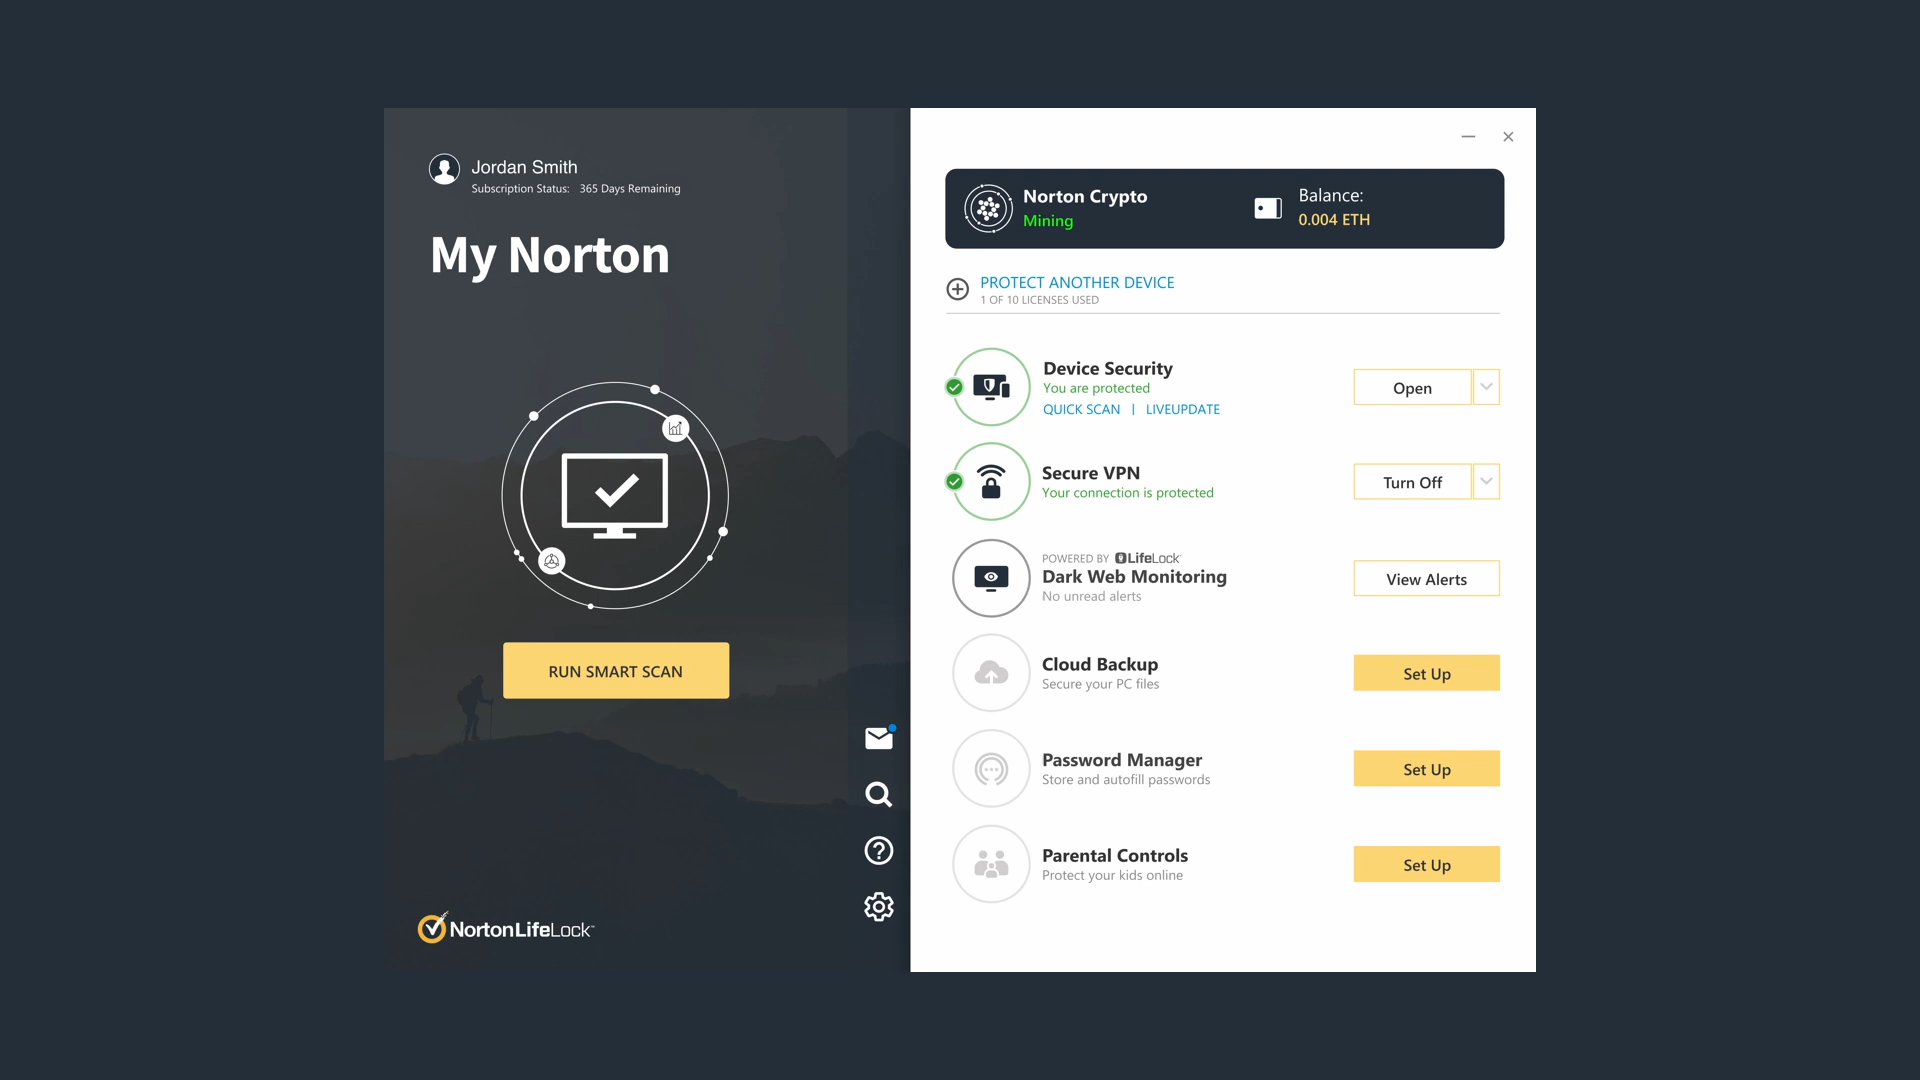 Jordan Smith
Subscription Status: 365 Days Remaining
My Norton
RUN SMART SCAN
NortonLifeLock
Norton Crypto
Mining
Balance:
0.004 ETH
PROTECT ANOTHER DEVICE
1 OF 10 LICENSES USED
Device Security
You are protected
QUICK SCAN | LIVEUPDATE
Open
Secure VPN
Your connection is protected
Turn Off
POWERED BY LifeLock
Dark Web Monitoring
No unread alerts
View Alerts
Cloud Backup
Secure your PC files
Set Up
Password Manager
Store and autofill passwords
Set Up
Parental Controls
Protect your kids online
Set Up